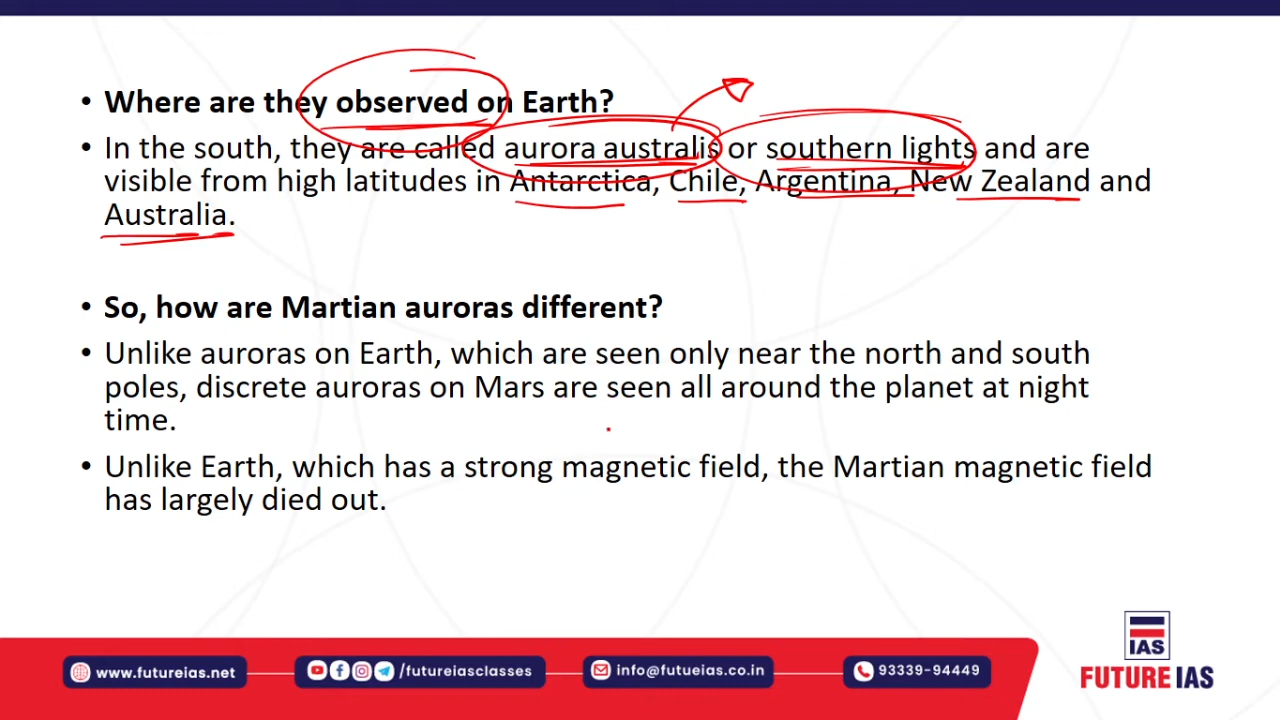 • Where are they observed on Earth?
• In the south, they are called aurora australis or southern lights and are
visible from high latitudes in Antarctica, Chile, Argentina, New Zealand and
Australia.
• So, how are Martian auroras different?
• Unlike auroras on Earth, which are seen only near the north and south
poles, discrete auroras on Mars are seen all around the planet at night
time.
• Unlike Earth, which has a strong magnetic field, the Martian magnetic field
has largely died out.
IAS
www.futureias.net
/futureiasclasses
info@futueias.co.in
93339-94449
FUTURE IAS